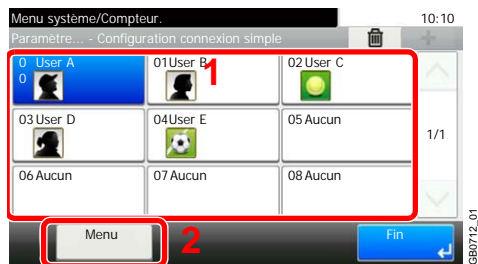 Menu système/Compteur.
10:10
Paramètre... - Configuration connexion simple
0 User A
0
01 User B
1
02 User C
03 User D
04 User E
05 Aucun
1/1
06 Aucun
07 Aucun
08 Aucun
Menu
2
Fin
GB0712_01